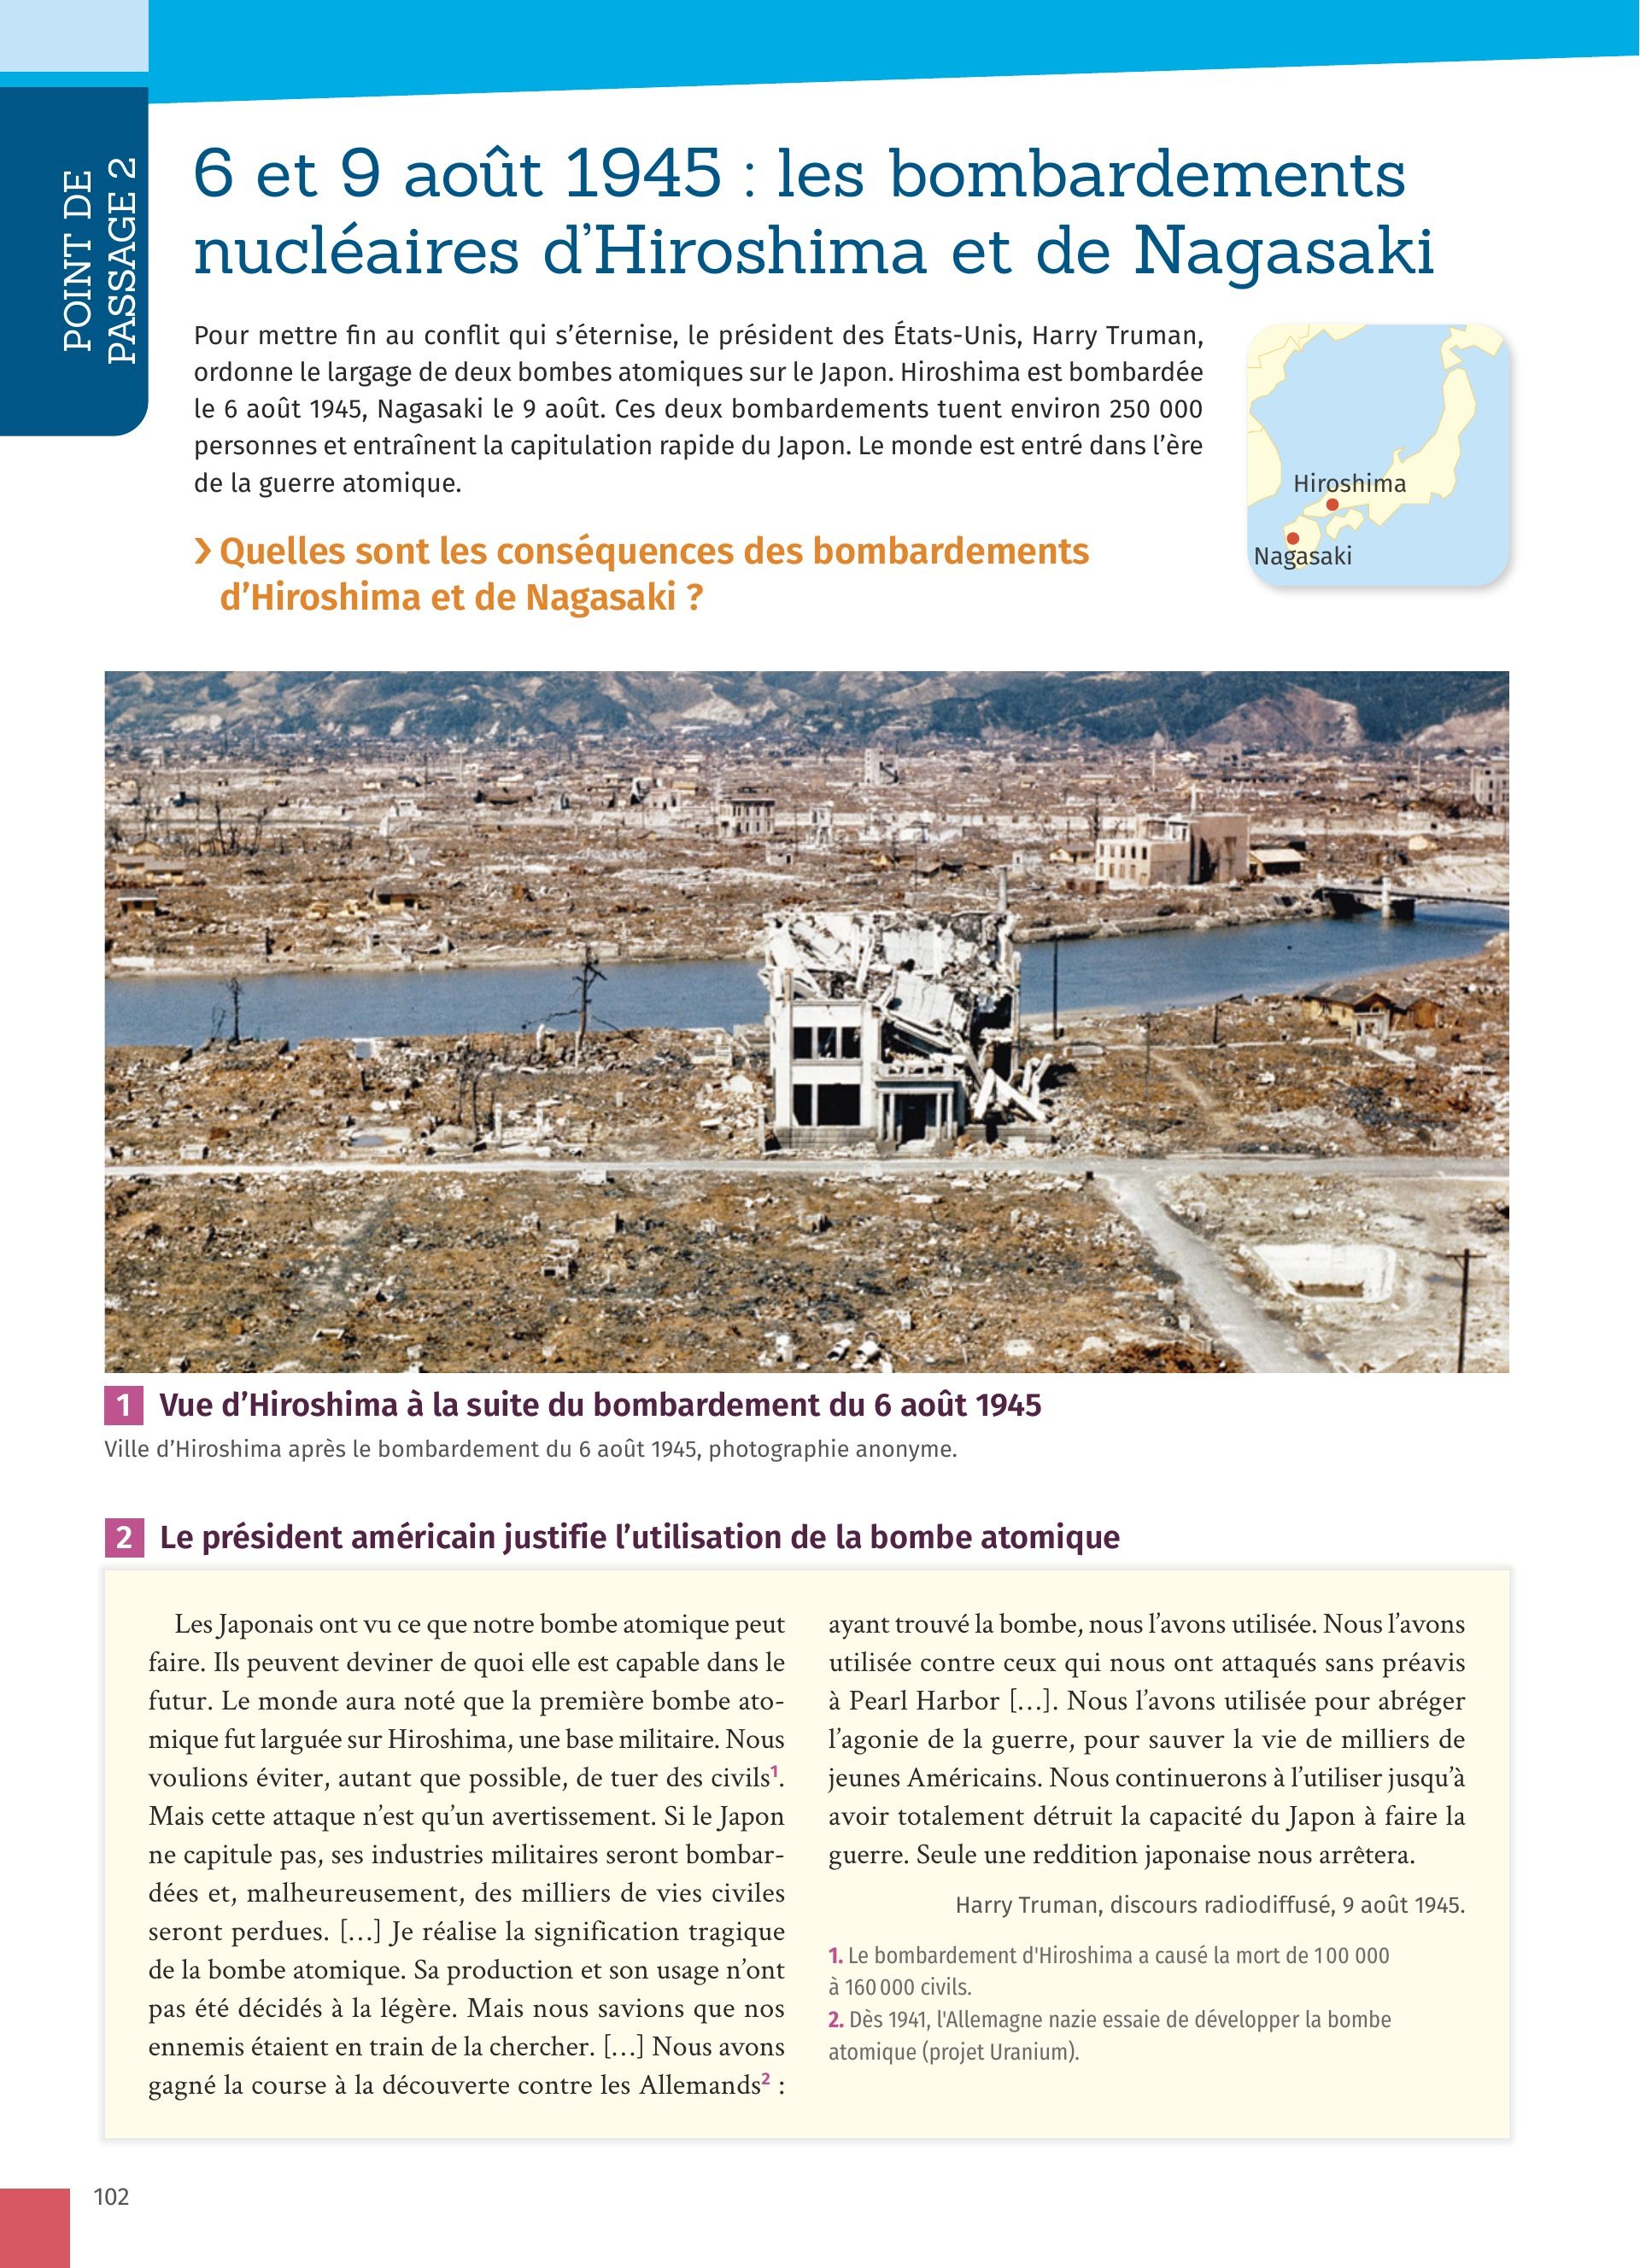 POINT DE
PASSAGE 2
6 et 9 août 1945 : les bombardements
nucléaires d’Hiroshima et de Nagasaki
Pour mettre fin au conflit qui s’éternise, le président des États-Unis, Harry Truman,
ordonne le largage de deux bombes atomiques sur le Japon. Hiroshima est bombardée
le 6 août 1945, Nagasaki le 9 août. Ces deux bombardements tuent environ 250 000
personnes et entraînent la capitulation rapide du Japon. Le monde est entré dans l’ère
de la guerre atomique.
Hiroshima
Nagasaki
› Quelles sont les conséquences des bombardements
d’Hiroshima et de Nagasaki ?
1 Vue d’Hiroshima à la suite du bombardement du 6 août 1945
Ville d’Hiroshima après le bombardement du 6 août 1945, photographie anonyme.
2 Le président américain justifie l’utilisation de la bombe atomique
Les Japonais ont vu ce que notre bombe atomique peut
faire. Ils peuvent deviner de quoi elle est capable dans le
futur. Le monde aura noté que la première bombe ato-
mique fut larguée sur Hiroshima, une base militaire. Nous
voulions éviter, autant que possible, de tuer des civils¹.
Mais cette attaque n’est qu’un avertissement. Si le Japon
ne capitule pas, ses industries militaires seront bombar-
dées et, malheureusement, des milliers de vies civiles
seront perdues. […] Je réalise la signification tragique
de la bombe atomique. Sa production et son usage n’ont
pas été décidés à la légère. Mais nous savions que nos
ennemis étaient en train de la chercher. […] Nous avons
gagné la course à la découverte contre les Allemands² :
ayant trouvé la bombe, nous l’avons utilisée. Nous l’avons
utilisée contre ceux qui nous ont attaqués sans préavis
à Pearl Harbor […]. Nous l’avons utilisée pour abréger
l’agonie de la guerre, pour sauver la vie de milliers de
jeunes Américains. Nous continuerons à l’utiliser jusqu’à
avoir totalement détruit la capacité du Japon à faire la
guerre. Seule une reddition japonaise nous arrêtera.
Harry Truman, discours radiodiffusé, 9 août 1945.
1. Le bombardement d'Hiroshima a causé la mort de 100 000
à 160 000 civils.
2. Dès 1941, l'Allemagne nazie essaie de développer la bombe
atomique (projet Uranium).
102